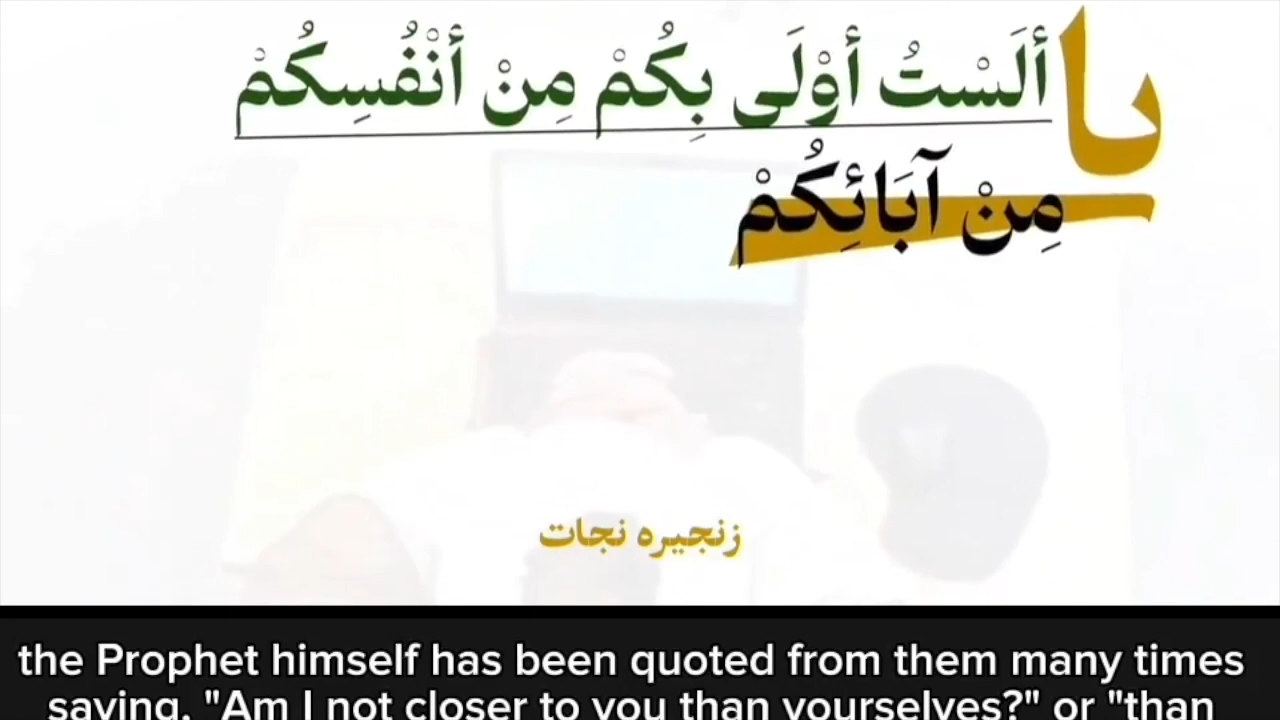 أَلَسْتُ أوْلَى بِكُمْ مِنْ أنْفُسِكُمْ
یا
مِنْ آبَائِكُمْ
زنجیره نجات
the Prophet himself has been quoted from them many times
saying, "Am I not closer to you than yourselves?" or "than